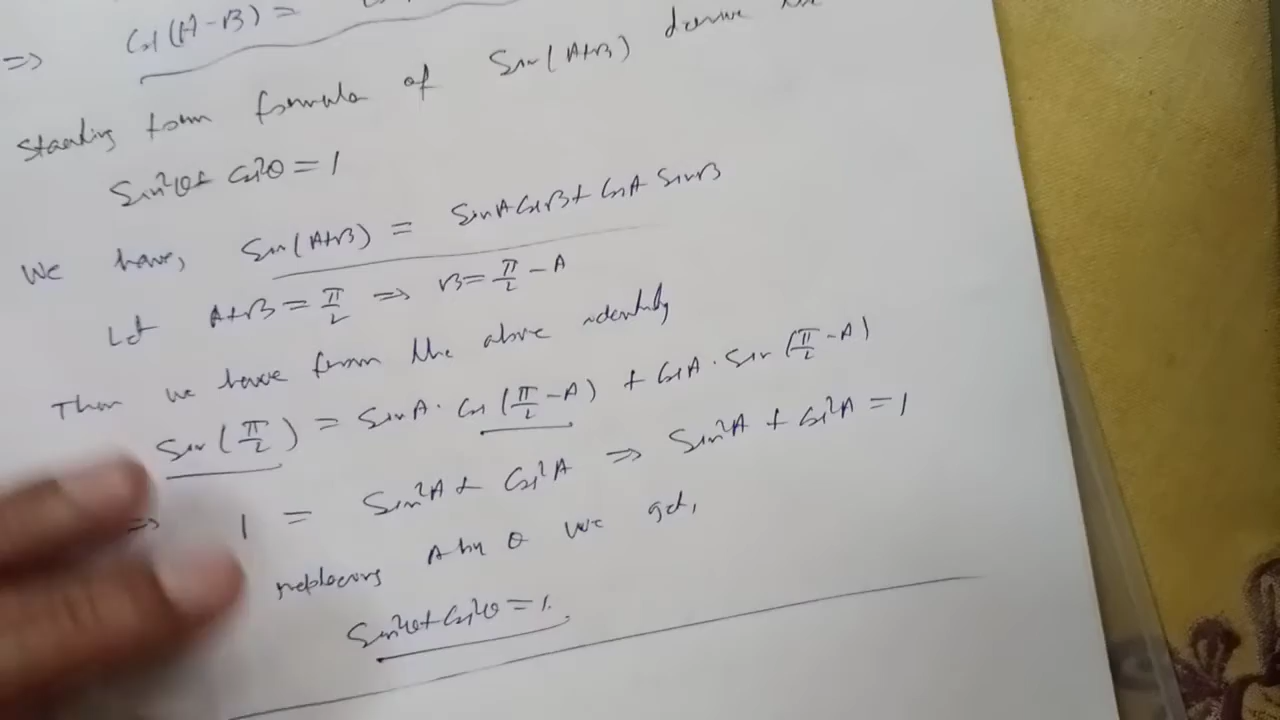 => Cot(A-B) =
Starting form formula of Sin(A+B) derive the
Sin²θ + Cos²θ = 1
We have, Sin(A+B) = SinA CosB + CosA SinB
Let A+B = π/2 => B = π/2 - A
Then we have from the above identity
Sin(π/2) = SinA · Cos(π/2 - A) + CosA · Sin(π/2 - A)
=> 1 = Sin²A + Cos²A => Sin²A + Cos²A = 1
replacing A by θ we get,
Sin²θ + Cos²θ = 1.